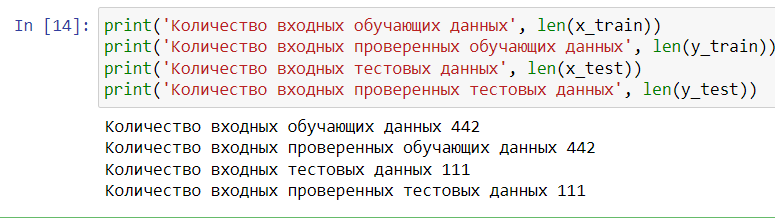 In [14]: print('Количество входных обучающих данных', len(x_train))
print('Количество входных проверенных обучающих данных', len(y_train))
print('Количество входных тестовых данных', len(x_test))
print('Количество входных проверенных тестовых данных', len(y_test))
Количество входных обучающих данных 442
Количество входных проверенных обучающих данных 442
Количество входных тестовых данных 111
Количество входных проверенных тестовых данных 111